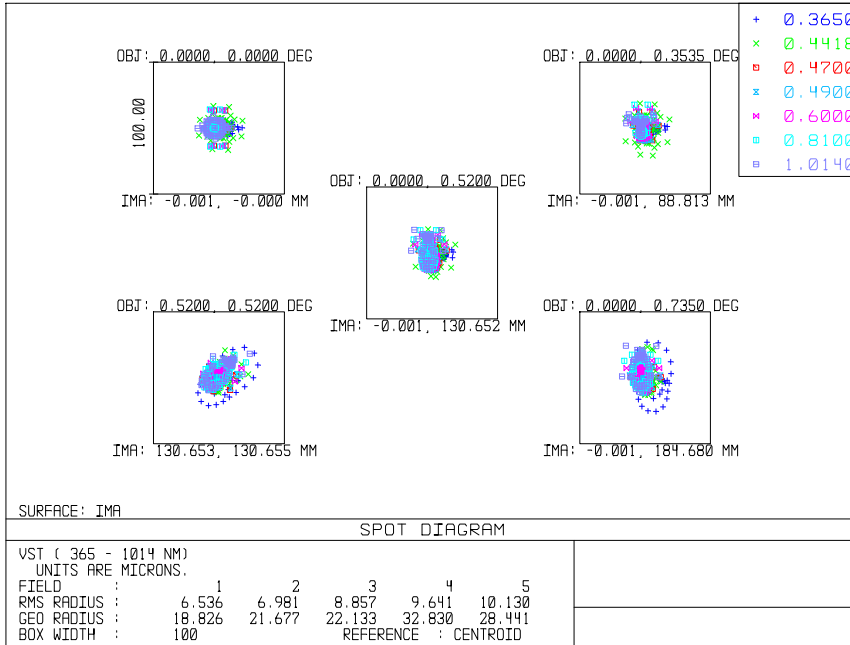 OBJ: 0.0000, 0.0000 DEG
100.00
IMA: -0.001, -0.000 MM
OBJ: 0.0000, 0.3535 DEG
IMA: -0.001, 88.813 MM
+ 0.3650
× 0.4418
0.4700
0.4900
0.6000
0.8100
1.0140
OBJ: 0.0000, 0.5200 DEG
IMA: -0.001, 130.652 MM
OBJ: 0.5200, 0.5200 DEG
IMA: 130.653, 130.655 MM
OBJ: 0.0000, 0.7350 DEG
IMA: -0.001, 184.680 MM
SURFACE: IMA
SPOT DIAGRAM
VST ( 365 - 1014 NM)
UNITS ARE MICRONS.
FIELD : 1 2 3 4 5
RMS RADIUS : 6.536 6.981 8.857 9.641 10.130
GEO RADIUS : 18.826 21.677 22.133 32.830 28.441
BOX WIDTH : 100 REFERENCE : CENTROID